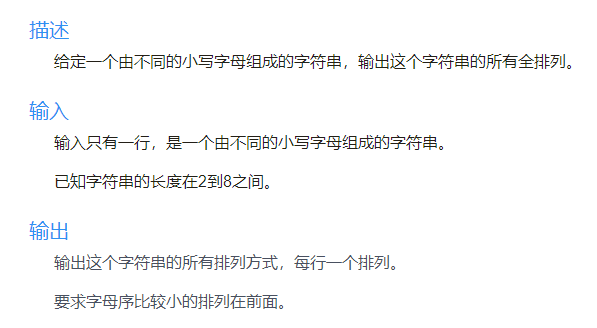 描述
给定一个由不同的小写字母组成的字符串，输出这个字符串的所有全排列。
输入
输入只有一行，是一个由不同的小写字母组成的字符串。
已知字符串的长度在2到8之间。
输出
输出这个字符串的所有排列方式，每行一个排列。
要求字母序比较小的排列在前面。